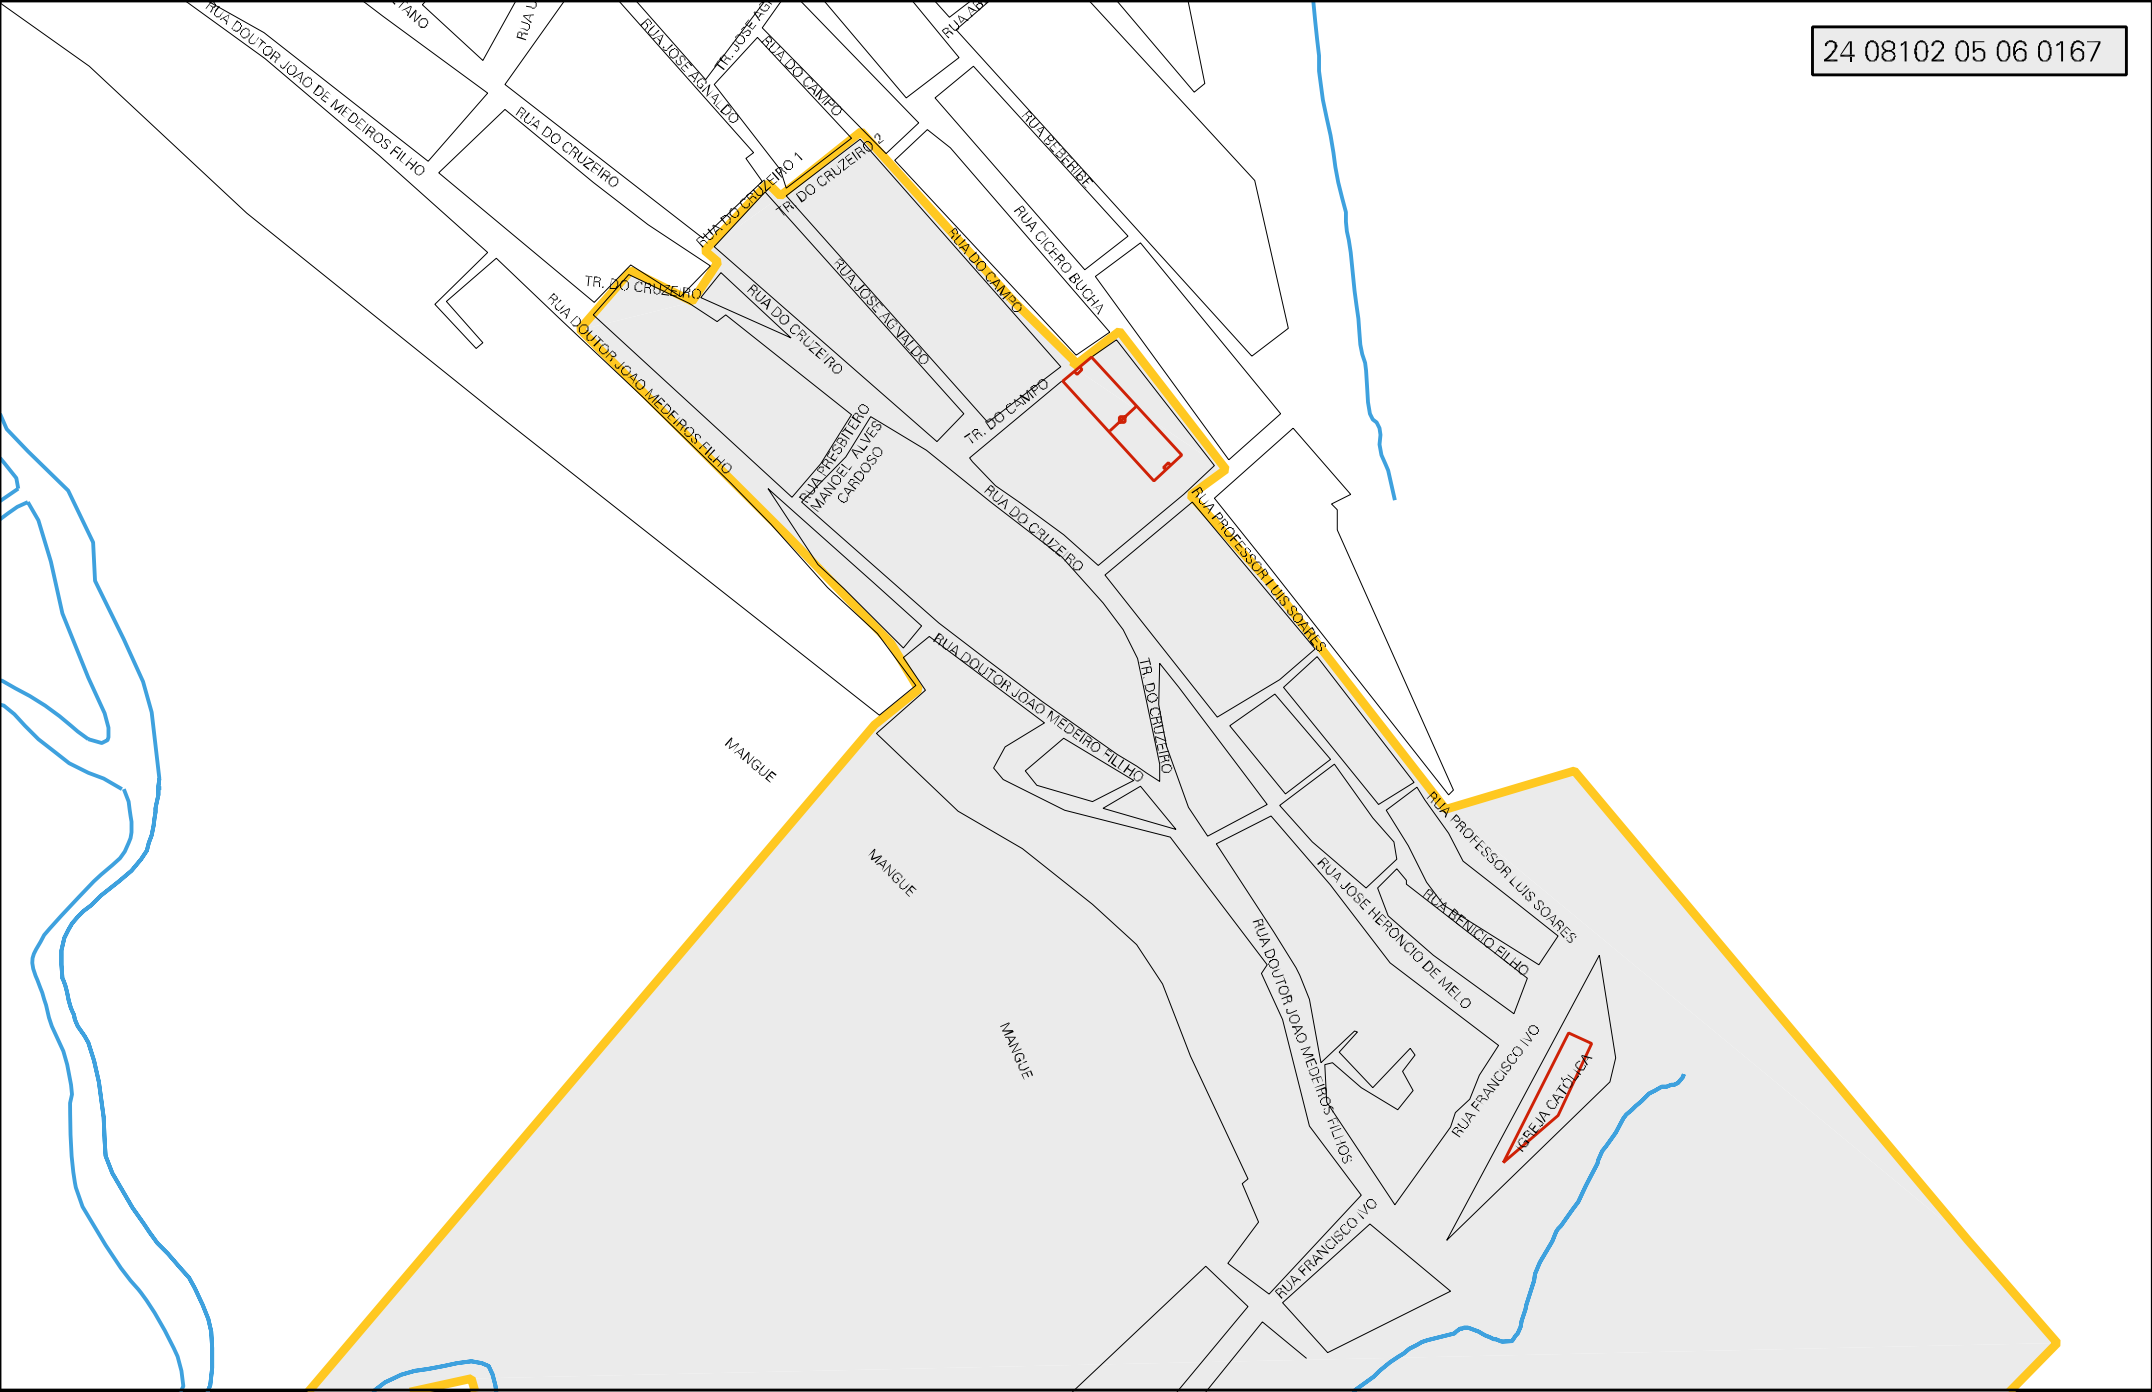 24 08102 05 06 0167
RUA DOUTOR JOAO DE MEDEIROS FILHO
RUA JOSE AGNALDO
RUA DO CAMPO
RUA DO CRUZEIRO
RUA BEBERIBE
RUA CICERO BUCHA
RUA DO CRUZEIRO 1
TR. DO CRUZEIRO 2
TR. DO CRUZEIRO
RUA DO CAMPO
RUA JOSE AGNALDO
RUA DO CRUZEIRO
RUA DOUTOR JOAO MEDEIROS FILHO
TR. DO CAMPO
RUA PRESBITERO
MANOEL ALVES
CARDOSO
RUA DO CRUZEIRO
RUA PROFESSOR LUIS SOARES
RUA DOUTOR JOAO MEDEIRO FILLHO
TR. DO CRUZEIRO
MANGUE
MANGUE
MANGUE
RUA PROFESSOR LUIS SOARES
RUA JOSE HERONCIO DE MELO
RUA BENICIO FILHO
RUA DOUTOR JOAO MEDEIROS FILHOS
RUA FRANCISCO IVO
IGREJA CATÓLICA
RUA FRANCISCO IVO